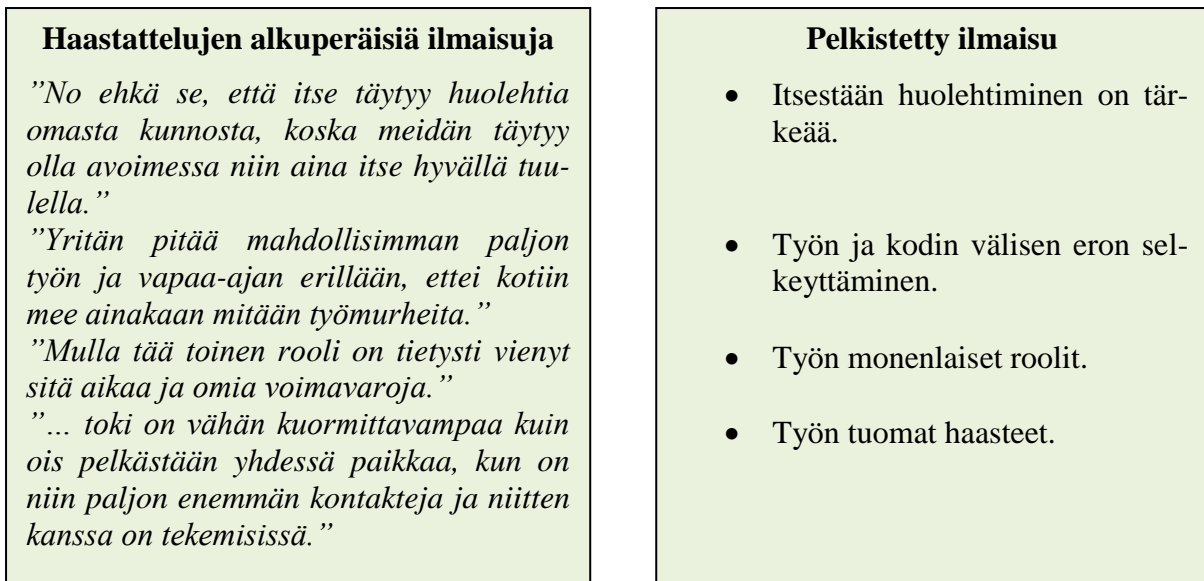 Haastattelujen alkuperäisiä ilmaisuja
”No ehkä se, että itse täytyy huolehtia
omasta kunnosta, koska meidän täytyy
olla avoimessa niin aina itse hyvällä tuu-
lella.”
”Yritän pitää mahdollisimman paljon
työn ja vapaa-ajan erillään, ettei kotiin
mee ainakaan mitään työmurheita.”
”Mulla tää toinen rooli on tietysti vienyt
sitä aikaa ja omia voimavaroja.”
”… toki on vähän kuormittavampaa kuin
ois pelkästään yhdessä paikkaa, kun on
niin paljon enemmän kontakteja ja niitten
kanssa on tekemisissä.”
Pelkistetty ilmaisu
• Itsestään huolehtiminen on tär-
keää.
• Työn ja kodin välisen eron sel-
keyttäminen.
• Työn monenlaiset roolit.
• Työn tuomat haasteet.